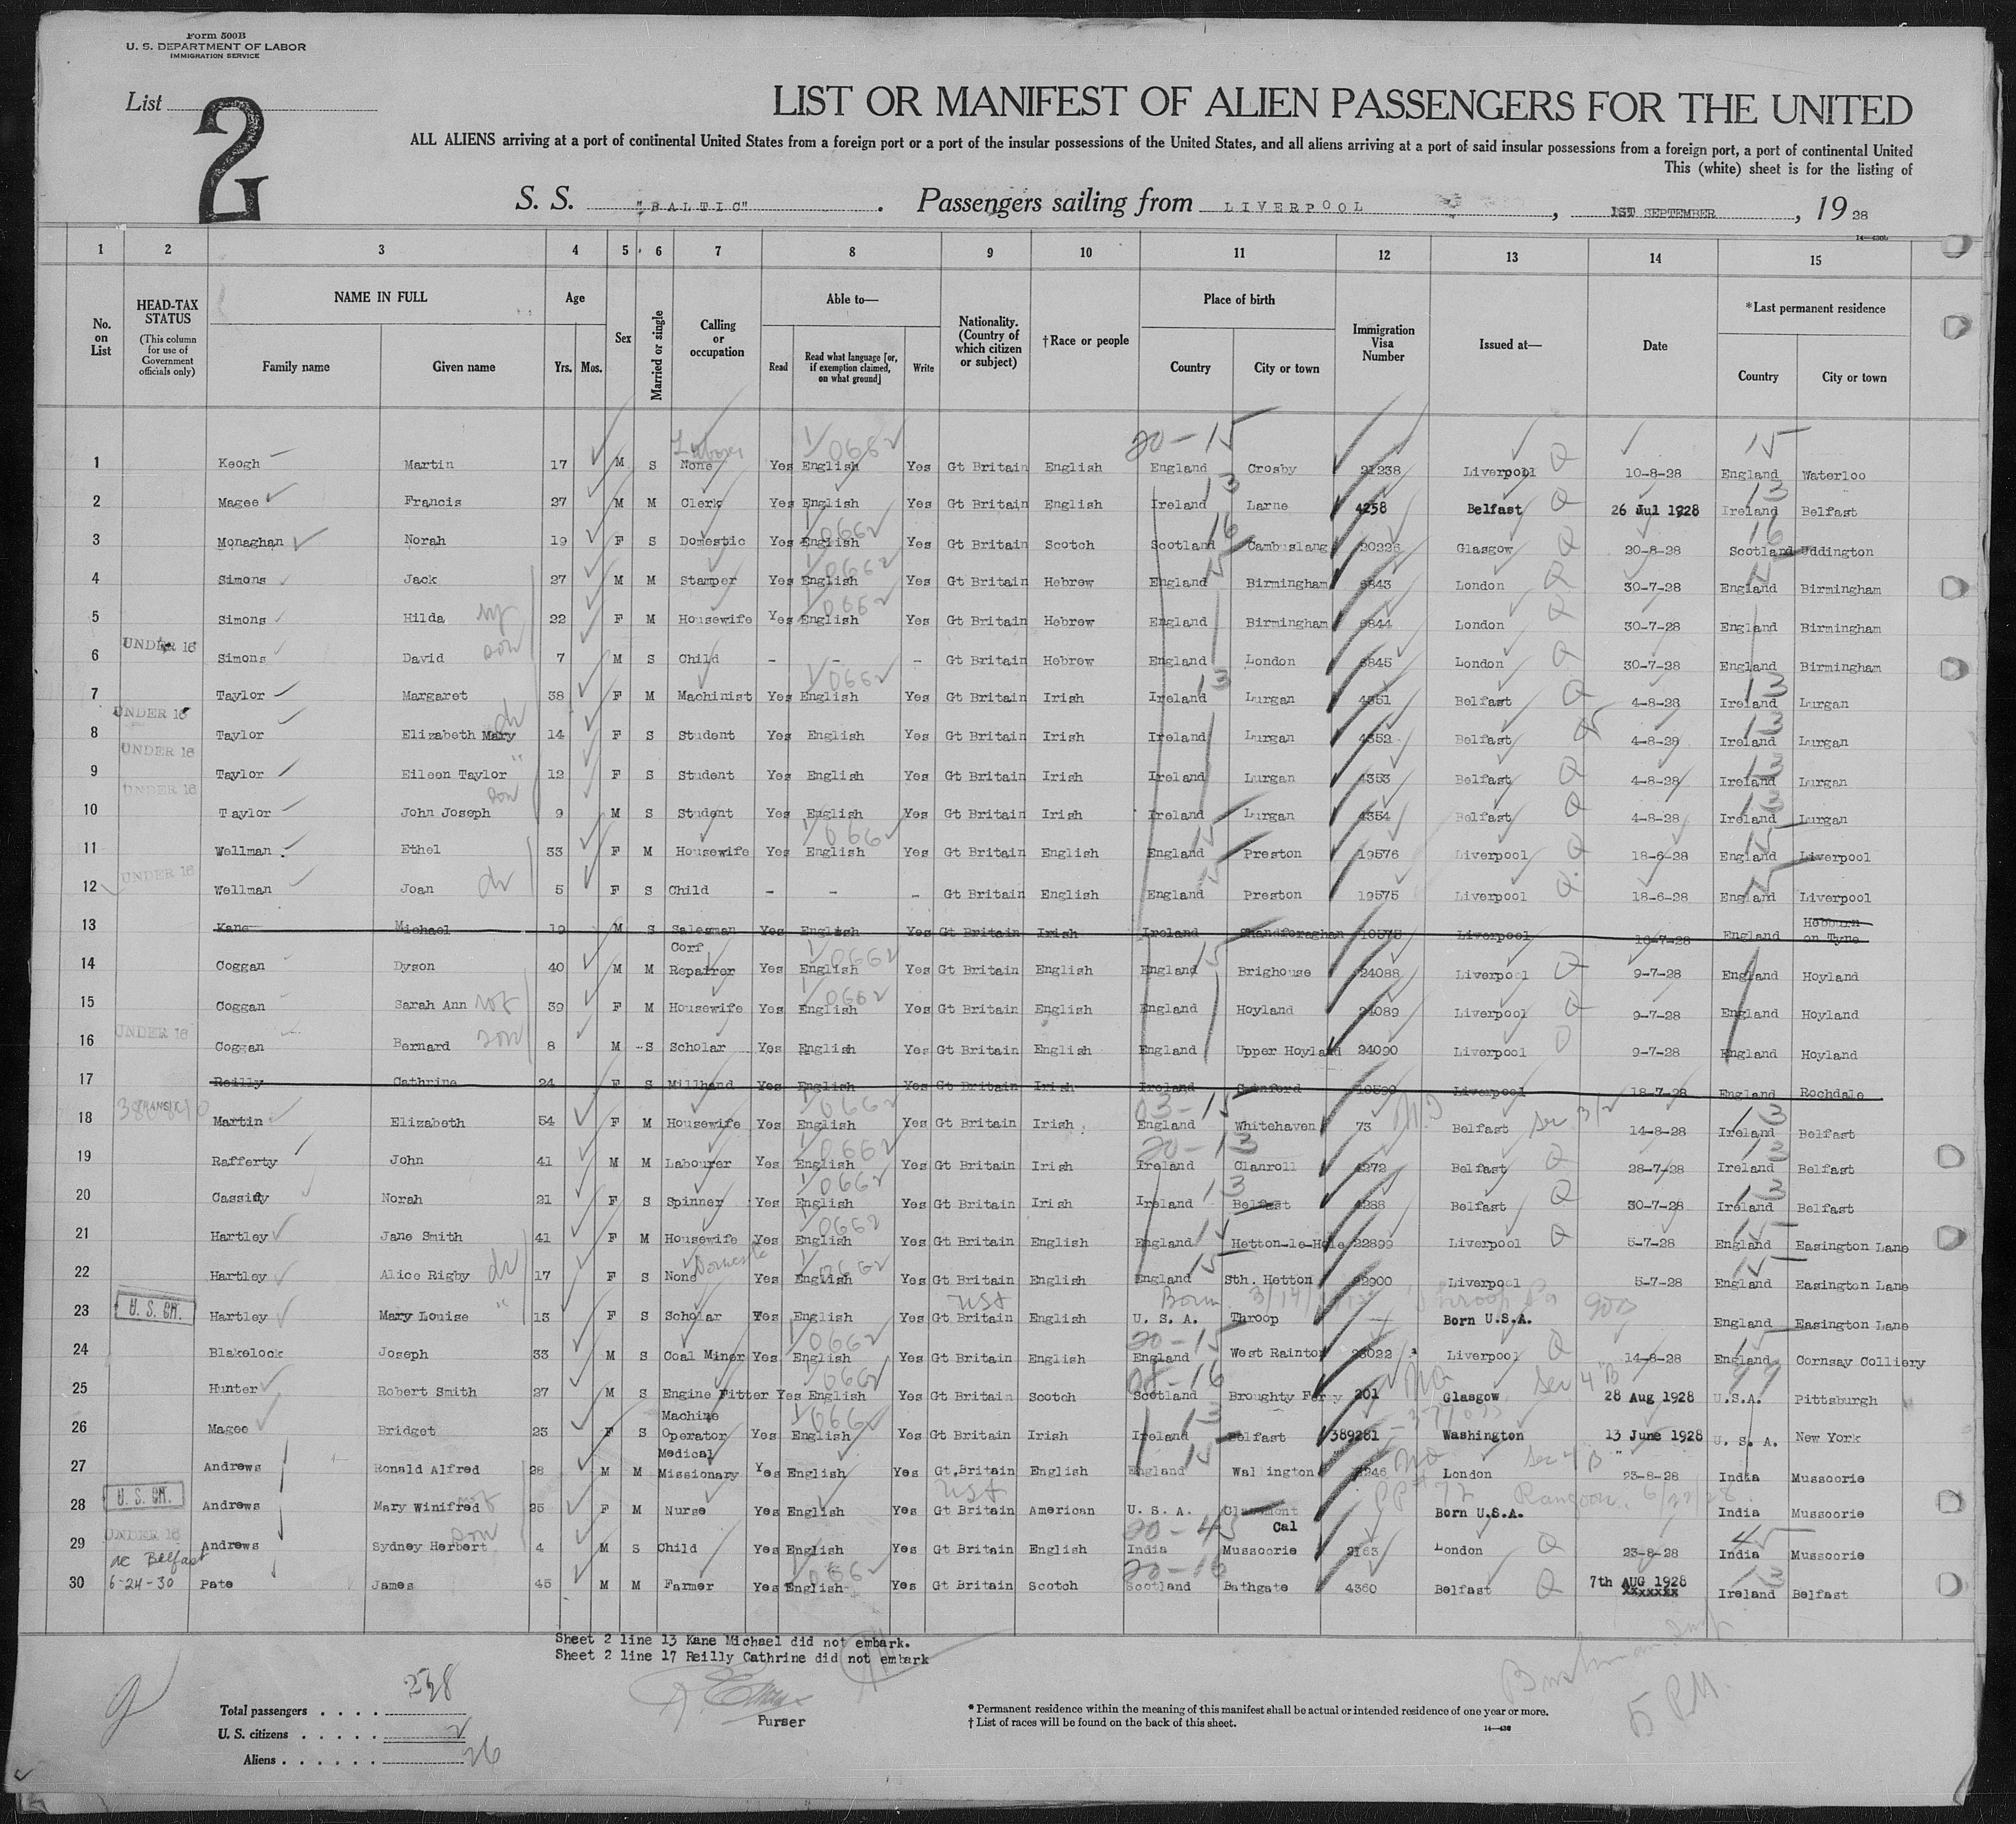 Form 500B
U. S. DEPARTMENT OF LABOR
IMMIGRATION SERVICE
List
2
LIST OR MANIFEST OF ALIEN PASSENGERS FOR THE UNITED
ALL ALIENS arriving at a port of continental United States from a foreign port or a port of the insular possessions of the United States, and all aliens arriving at a port of said insular possessions from a foreign port, a port of continental United
This (white) sheet is for the listing of
S. S. "BALTIC". Passengers sailing from LIVERPOOL, 1ST SEPTEMBER, 19 28
1 2 3 4 5 6 7 8 9 10 11 12 13 14 15
No. on List
HEAD-TAX STATUS
(This column for use of Government officials only)
NAME IN FULL
Family name Given name
Age
Yrs. Mos.
Sex
Married or single
Calling or occupation
Able to—
Read Read what language [or, if exemption claimed, on what ground] Write
Nationality. (Country of which citizen or subject)
†Race or people
Place of birth
Country City or town
Immigration Visa Number
Issued at—
Date
*Last permanent residence
Country City or town
20-15 15
1 Keogh Martin 17 M S None Yes English Yes Gt Britain English England Crosby 21238 Liverpool Q 10-8-28 England Waterloo
2 Magee Francis 27 M M Clerk Yes English Yes Gt Britain English Ireland Larne 4258 Belfast Q 26 Jul 1928 Ireland Belfast
3 Monaghan Norah 19 F S Domestic Yes English Yes Gt Britain Scotch Scotland Cambuslang Glasgow Q 20-8-28 Scotland Uddington
4 Simons Jack 27 M M Stamper Yes English Yes Gt Britain Hebrew England Birmingham London Q 30-7-28 England Birmingham
5 Simons Hilda wf 22 F M Housewife Yes English Yes Gt Britain Hebrew England Birmingham London Q 30-7-28 England Birmingham
UNDER 16
6 Simons David son 7 M S Child - - - Gt Britain Hebrew England London London Q 30-7-28 England Birmingham
7 Taylor Margaret 38 F M Machinist Yes English Yes Gt Britain Irish Ireland Lurgan 4351 Belfast Q 4-8-28 Ireland Lurgan
UNDER 16
8 Taylor Elizabeth Mary 14 F S Student Yes English Yes Gt Britain Irish Ireland Lurgan 4352 Belfast Q 4-8-28 Ireland Lurgan
UNDER 16
9 Taylor Eileen Taylor " 12 F S Student Yes English Yes Gt Britain Irish Ireland Lurgan 4353 Belfast Q 4-8-28 Ireland Lurgan
UNDER 16
10 Taylor John Joseph son 9 M S Student Yes English Yes Gt Britain Irish Ireland Lurgan 4354 Belfast Q 4-8-28 Ireland Lurgan
11 Wellman Ethel 33 F M Housewife Yes English Yes Gt Britain English England Preston 19576 Liverpool Q 18-6-28 England Liverpool
UNDER 16
12 Wellman Joan 5 F S Child - - - Gt Britain English England Preston 19575 Liverpool Q 18-6-28 England Liverpool
13 Kane Michael 19 M S Salesman Yes English Yes Gt Britain Irish Ireland Liverpool 16-7-28 England Hebburn on Tyne
14 Coggan Dyson 40 M M Repairer Yes English Yes Gt Britain English England Brighouse 24088 Liverpool Q 9-7-28 England Hoyland
15 Coggan Sarah Ann wf 39 F M Housewife Yes English Yes Gt Britain English England Hoyland 24089 Liverpool Q 9-7-28 England Hoyland
UNDER 16
16 Coggan Bernard son 8 M S Scholar Yes English Yes Gt Britain English England Upper Hoyland 24090 Liverpool 9-7-28 England Hoyland
17 Reilly Cathrine 24 F S Millhand Yes English Yes Gt Britain Irish Ireland Swinford Liverpool 18-7-28 England Rochdale
18 Martin Elizabeth 54 F M Housewife Yes English Yes Gt Britain Irish England Whitehaven 73 Belfast 14-8-28 Ireland Belfast
19 Rafferty John 41 M M Labourer Yes English Yes Gt Britain Irish Ireland Clanroll Belfast Q 28-7-28 Ireland Belfast
20 Cassidy Norah 21 F S Spinner Yes English Yes Gt Britain Irish Ireland Belfast Belfast Q 30-7-28 Ireland Belfast
21 Hartley Jane Smith 41 F M Housewife Yes English Yes Gt Britain English England Hetton-le-Hole 22899 Liverpool Q 5-7-28 England Easington Lane
22 Hartley Alice Rigby 17 F S None Yes English Yes Gt Britain English England Sth. Hetton 22900 Liverpool 5-7-28 England Easington Lane
U. S. CIT.
23 Hartley Mary Louise " 13 F S Scholar Yes English Yes Gt Britain English U. S. A. Throop Born U.S.A. England Easington Lane
24 Blakelock Joseph 33 M S Coal Miner Yes English Yes Gt Britain English England West Rainton Liverpool Q 14-8-28 England Cornsay Colliery
25 Hunter Robert Smith 27 M S Engine Fitter Yes English Yes Gt Britain Scotch Scotland Broughty Ferry 201 Glasgow 28 Aug 1928 U.S.A. Pittsburgh
26 Magee Bridget 23 F S Machine Operator Yes English Yes Gt Britain Irish Ireland Belfast 389281 Washington 13 June 1928 U. S. A. New York
27 Andrews Ronald Alfred 28 M M Medical Missionary Yes English Yes Gt.Britain English England Wallington London 23-8-28 India Mussoorie
U. S. CIT.
28 Andrews Mary Winifred 25 F M Nurse Yes English Yes Gt Britain American U. S. A. Claremont Cal Born U.S.A. India Mussoorie
UNDER 16
29 Andrews Sydney Herbert son 4 M S Child Yes English Yes Gt Britain English India Mussoorie London Q 23-8-28 India Mussoorie
6-24-30
30 Pate James 45 M M Farmer Yes English Yes Gt Britain Scotch Scotland Bathgate 4360 Belfast Q 7th AUG 1928 Ireland Belfast
Sheet 2 line 13 Kane Michael did not embark.
Sheet 2 line 17 Reilly Cathrine did not embark
Purser
Total passengers . . . .
U. S. citizens . . . . . 2
Aliens . . . . . . 26
* Permanent residence within the meaning of this manifest shall be actual or intended residence of one year or more.
† List of races will be found on the back of this sheet.
5 P.M.